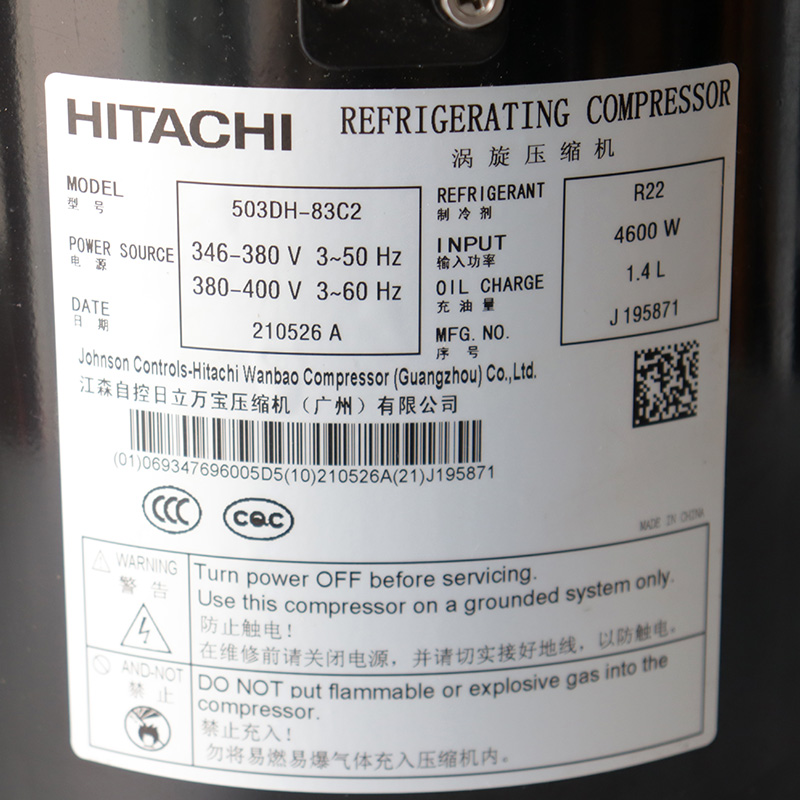 HITACHI REFRIGERATING COMPRESSOR
涡旋压缩机
MODEL 503DH-83C2
型号
POWER SOURCE 346-380 V 3~50 Hz
电源 380-400 V 3~60 Hz
DATE 210526 A
日期
REFRIGERANT R22
制冷剂
INPUT 4600 W
输入功率
OIL CHARGE 1.4 L
充油量
MFG. NO. J195871
序号
Johnson Controls-Hitachi Wanbao Compressor (Guangzhou) Co.,Ltd.
江森自控日立万宝压缩机（广州）有限公司
(01)069347696005D5(10)210526A(21)J195871
CCC
CQC
MADE IN CHINA
WARNING
警告
Turn power OFF before servicing.
Use this compressor on a grounded system only.
防止触电！
在维修前请关闭电源，并请切实接好地线，以防触电。
AND-NOT
禁止
DO NOT put flammable or explosive gas into the
compressor.
禁止充入！
勿将易燃易爆气体充入压缩机内。